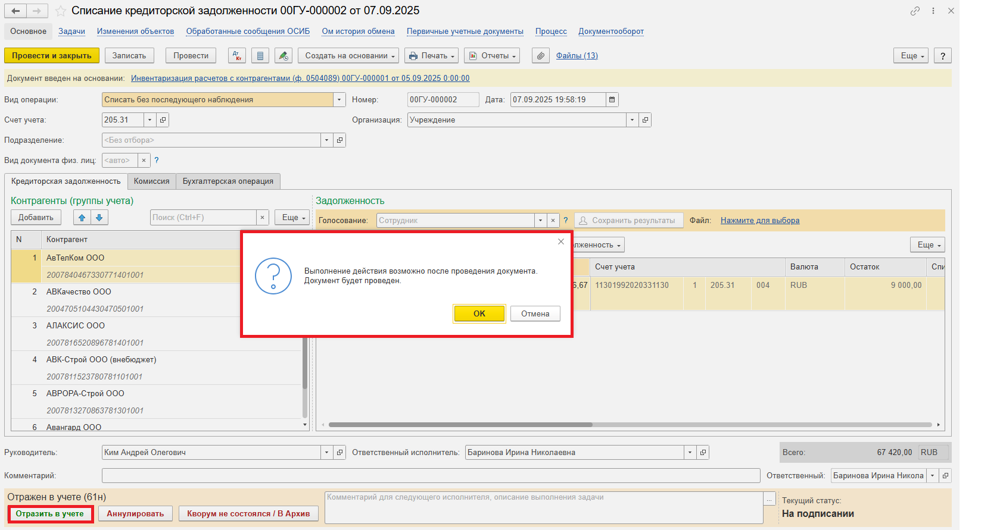 Списание кредиторской задолженности 00ГУ-000002 от 07.09.2025
Основное Задачи Изменения объектов Обработанные сообщения ОСИБ Ом история обмена Первичные учетные документы Процесс Документооборот
Провести и закрыть Записать Провести Дт Кт Создать на основании Печать Отчеты Файлы (13) Еще ?
Документ введен на основании: Инвентаризация расчетов с контрагентами (ф. 0504089) 00ГУ-000001 от 05.09.2025 0:00:00
Вид операции: Списать без последующего наблюдения Номер: 00ГУ-000002 Дата: 07.09.2025 19:58:19
Счет учета: 205.31 Организация: Учреждение
Подразделение: <Без отбора>
Вид документа физ. лиц: <авто> × ?
Кредиторская задолженность Комиссия Бухгалтерская операция
Контрагенты (группы учета) Задолженность
Добавить Поиск (Ctrl+F) × Еще
Голосование: Сотрудник × ? Сохранить результаты Файл: Нажмите для выбора
лженность Еще
N Контрагент
Счет учета Валюта Остаток Спи
1 АвТелКом ООО
2007840467330771401001
6,67 11301992020331130 1 205.31 004 RUB 9 000,00
2 АВКачество ООО
2004705104430470501001
3 АЛАКСИС ООО
2007816520896781401001
4 АВК-Строй ООО (внебюджет)
2007811523780781101001
5 АВРОРА-Строй ООО
2007813270863781301001
6 Авангард ООО
Выполнение действия возможно после проведения документа.
Документ будет проведен.
ОК Отмена
Руководитель: Ким Андрей Олегович Ответственный исполнитель: Баринова Ирина Николаевна Всего: 67 420,00 RUB
Комментарий: Ответственный: Баринова Ирина Никола
Отражен в учете (61н)
Отразить в учете Аннулировать Кворум не состоялся / В Архив
Комментарий для следующего исполнителя, описание выполнения задачи ...
Текущий статус:
На подписании